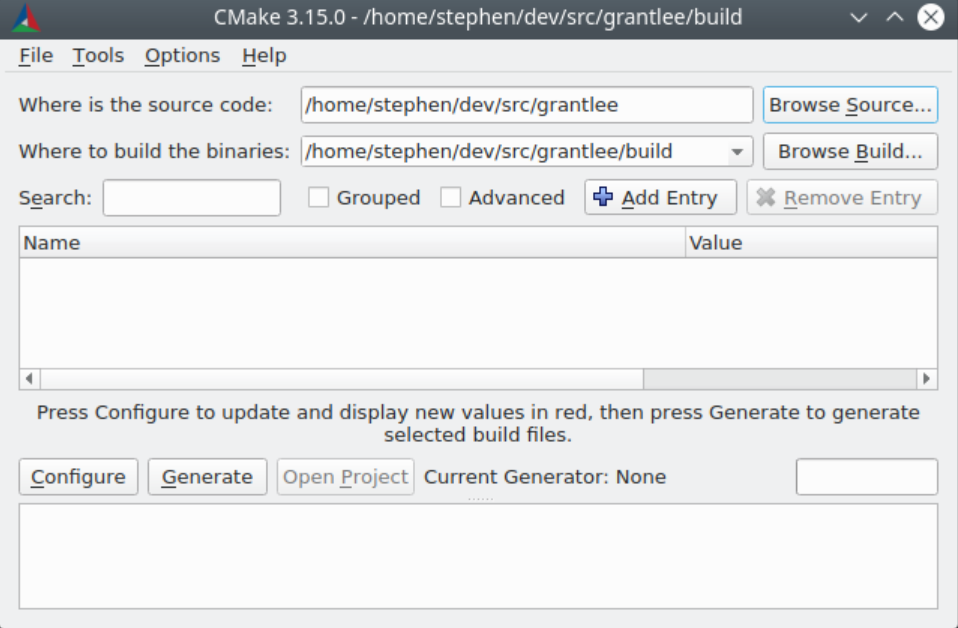 CMake 3.15.0 - /home/stephen/dev/src/grantlee/build
File Tools Options Help
Where is the source code: /home/stephen/dev/src/grantlee Browse Source...
Where to build the binaries: /home/stephen/dev/src/grantlee/build Browse Build...
Search: Grouped Advanced Add Entry Remove Entry
Name Value
Press Configure to update and display new values in red, then press Generate to generate
selected build files.
Configure Generate Open Project Current Generator: None